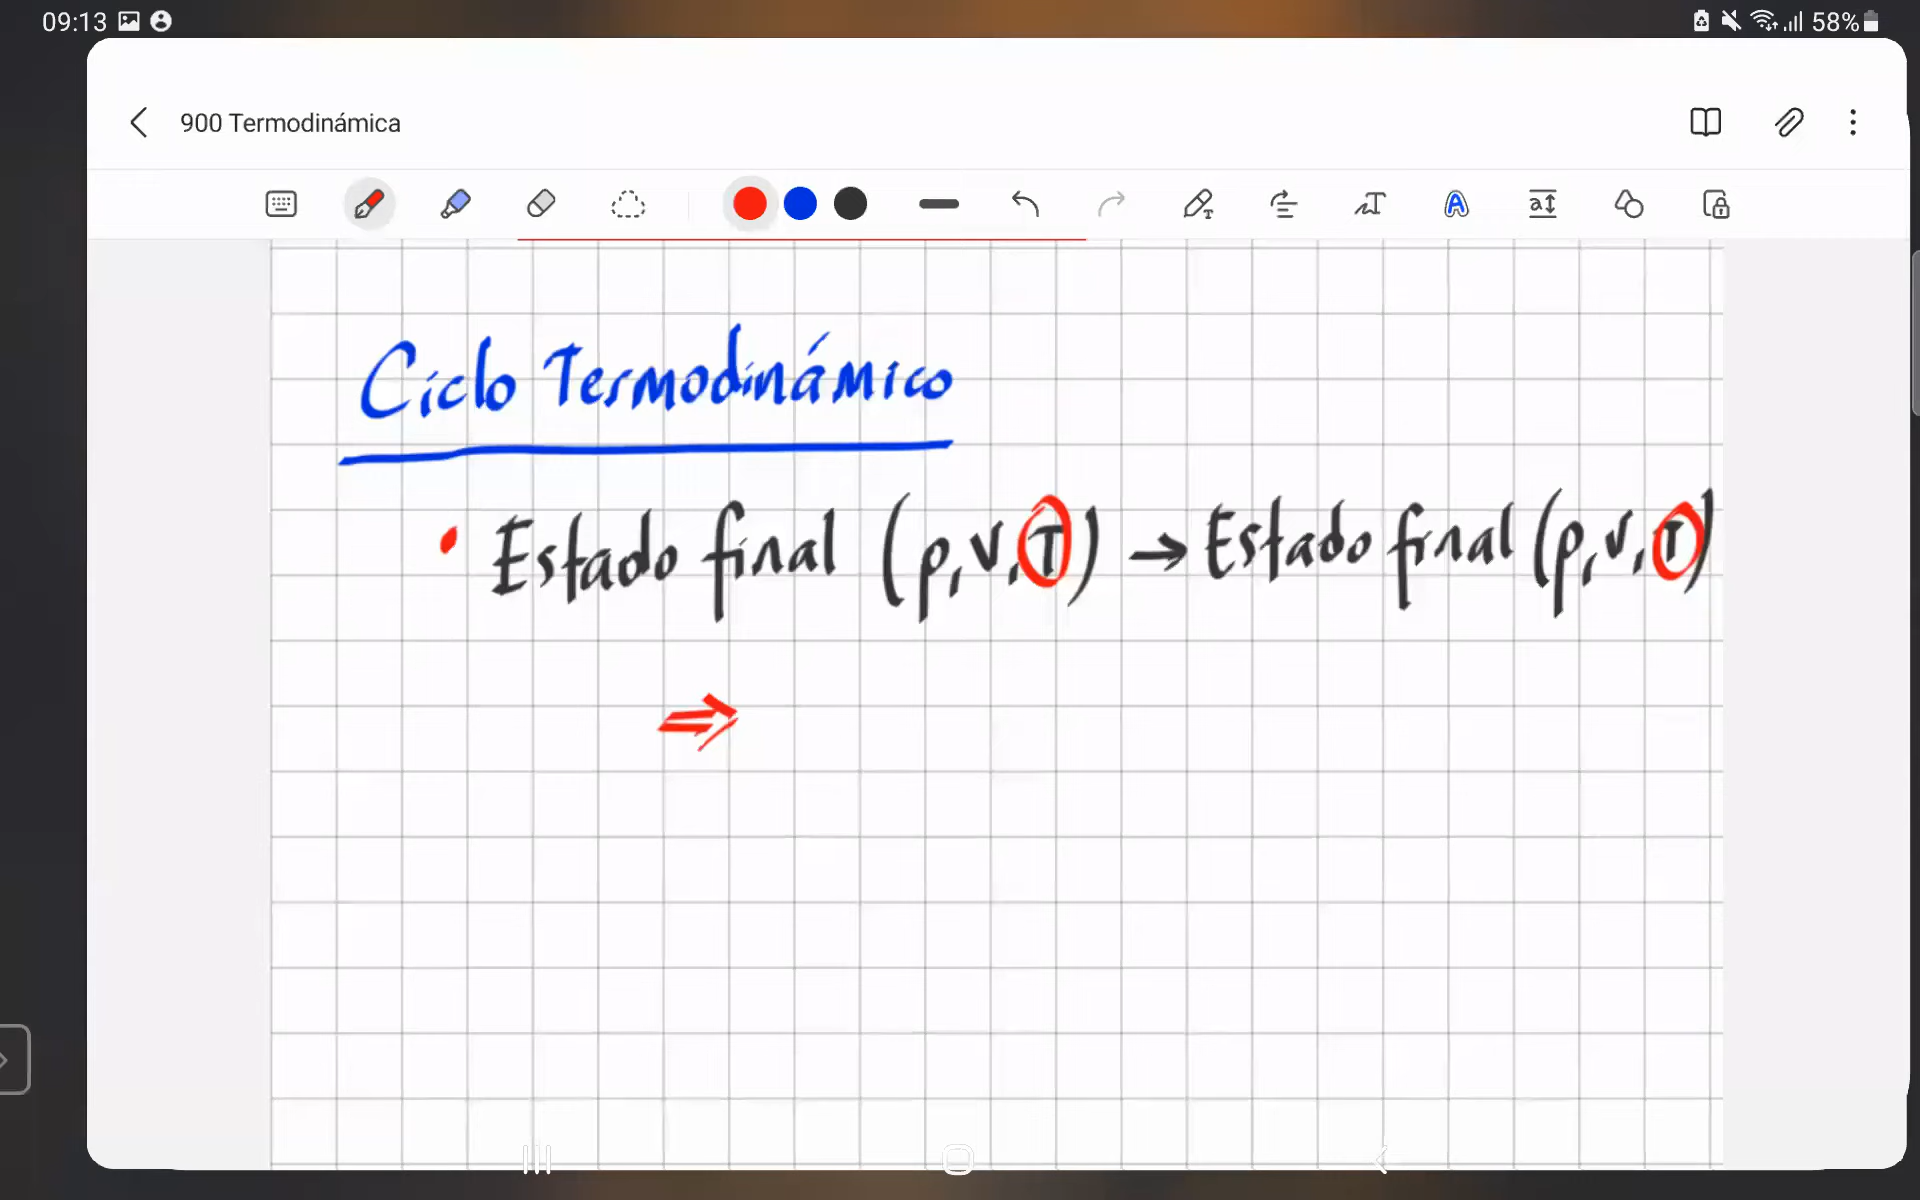 09:13 58%
900 Termodinámica
Ciclo Termodinámico
• Estado final (p,V,T) → Estado final (p,V,T)
⇒